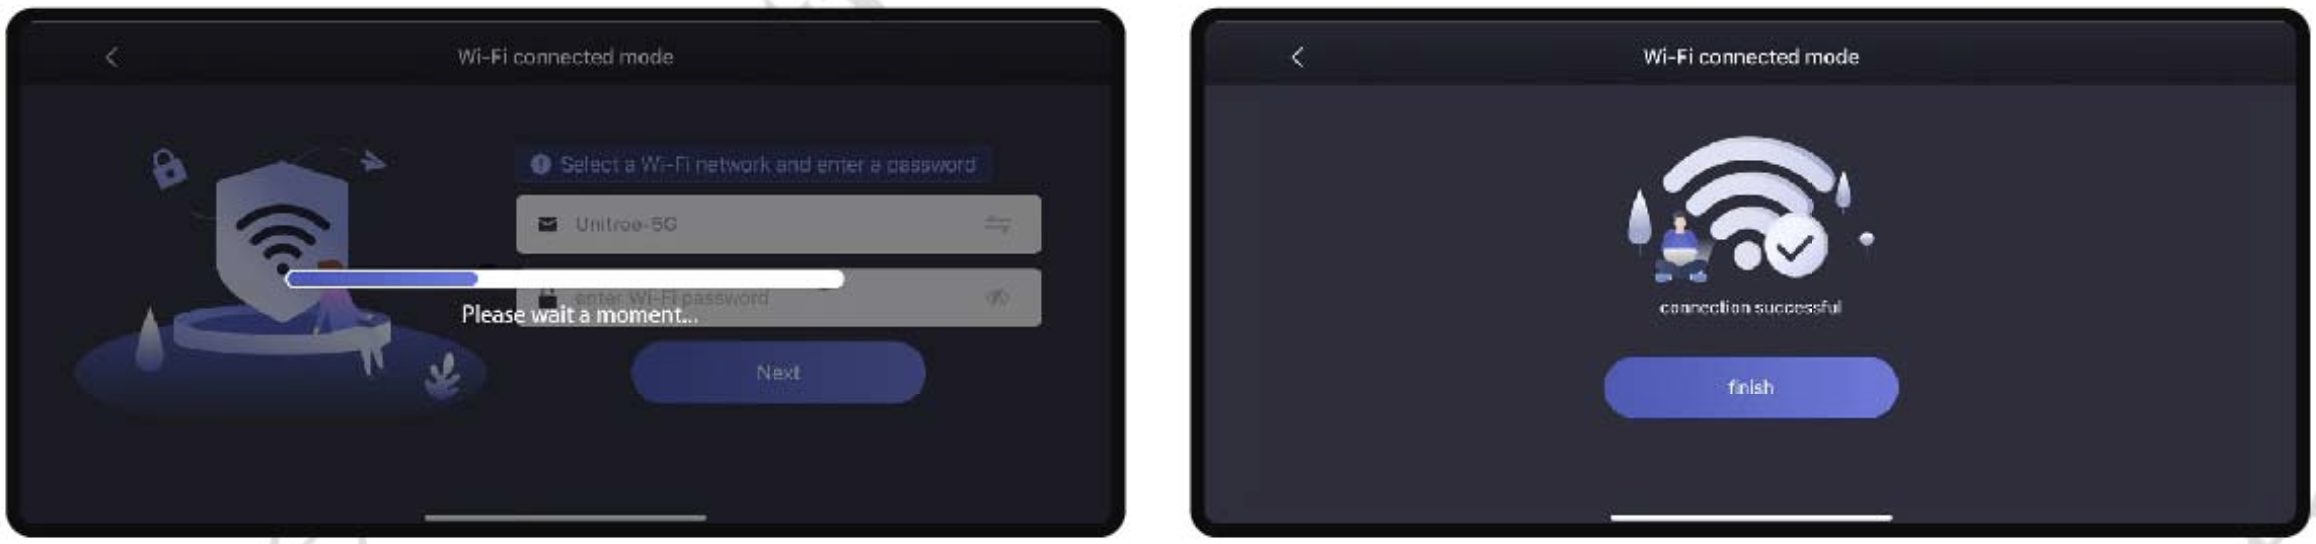 Wi-Fi connected mode
Select a Wi-Fi network and enter a password
Unitree-5G
enter Wi-Fi password
Please wait a moment...
Next
Wi-Fi connected mode
connection successful
finish